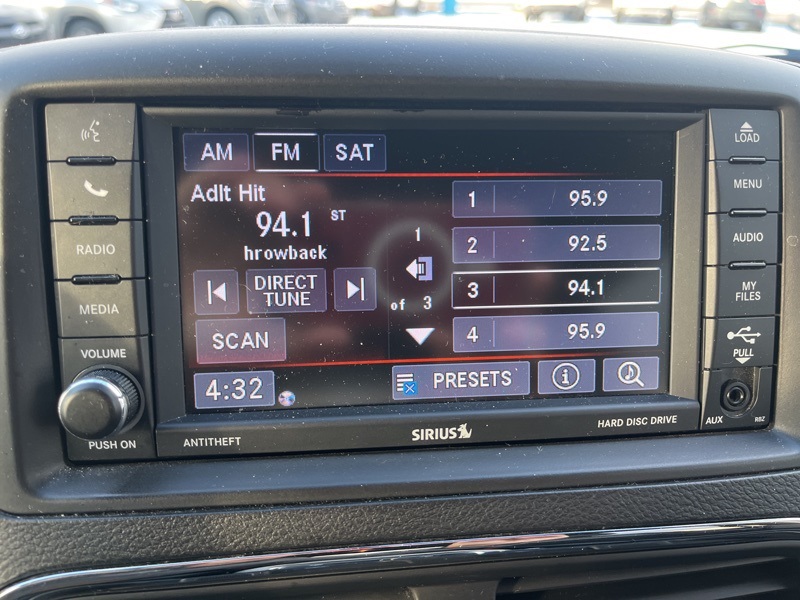 AM FM SAT
Adlt Hit
94.1 ST
hrowback
DIRECT
TUNE
SCAN
4:32
1
of 3
1 95.9
2 92.5
3 94.1
4 95.9
PRESETS
i
RADIO
MEDIA
VOLUME
PUSH ON
LOAD
MENU
AUDIO
MY
FILES
PULL
AUX RBZ
ANTITHEFT
SIRIUS
HARD DISC DRIVE